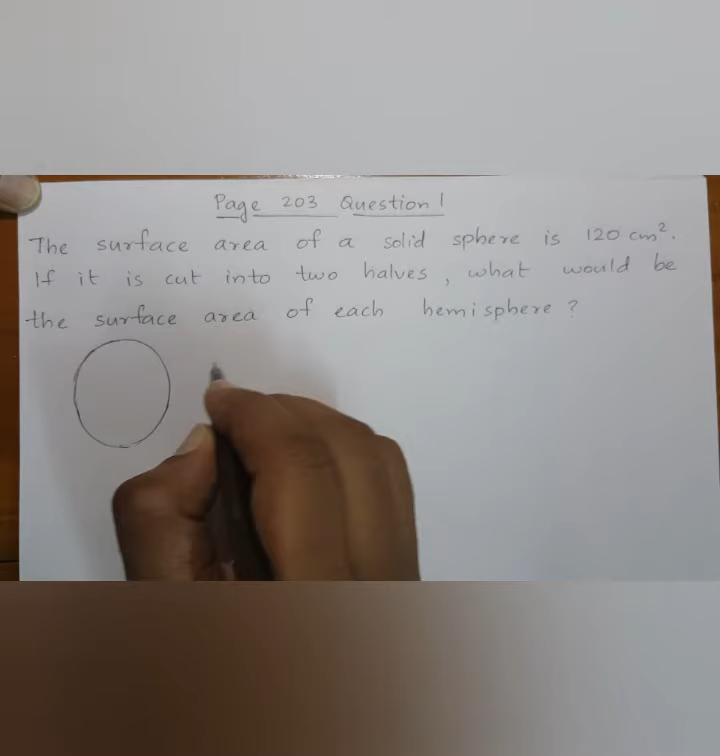 Page 203 Question 1
The surface area of a solid sphere is 120 cm².
If it is cut into two halves, what would be
the surface area of each hemisphere?